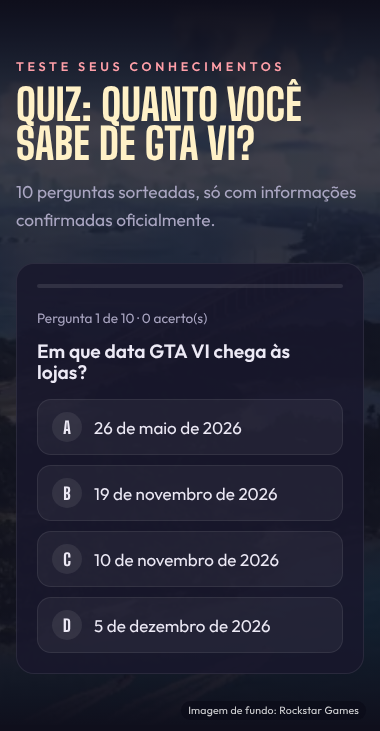 TESTE SEUS CONHECIMENTOS
QUIZ: QUANTO VOCÊ
SABE DE GTA VI?
10 perguntas sorteadas, só com informações
confirmadas oficialmente.
Pergunta 1 de 10 · 0 acerto(s)
Em que data GTA VI chega às
lojas?
A 26 de maio de 2026
B 19 de novembro de 2026
C 10 de novembro de 2026
D 5 de dezembro de 2026
Imagem de fundo: Rockstar Games